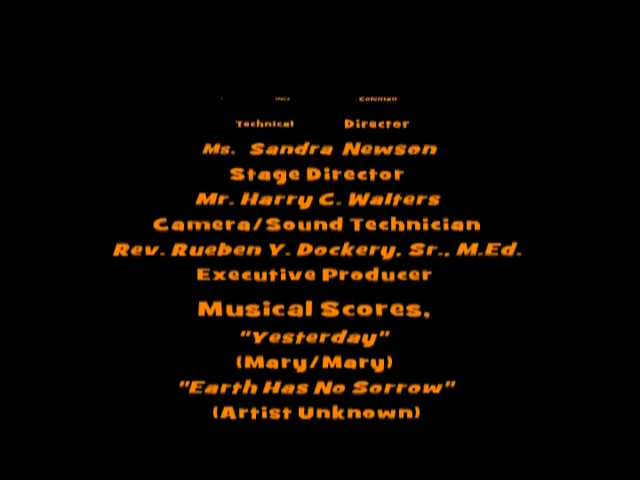 Coleman
Technical Director
Ms. Sandra Newson
Stage Director
Mr. Harry C. Walters
Camera/Sound Technician
Rev. Rueben Y. Dockery, Sr., M.Ed.
Executive Producer
Musical Scores,
"Yesterday"
(Mary/Mary)
"Earth Has No Sorrow"
(Artist Unknown)